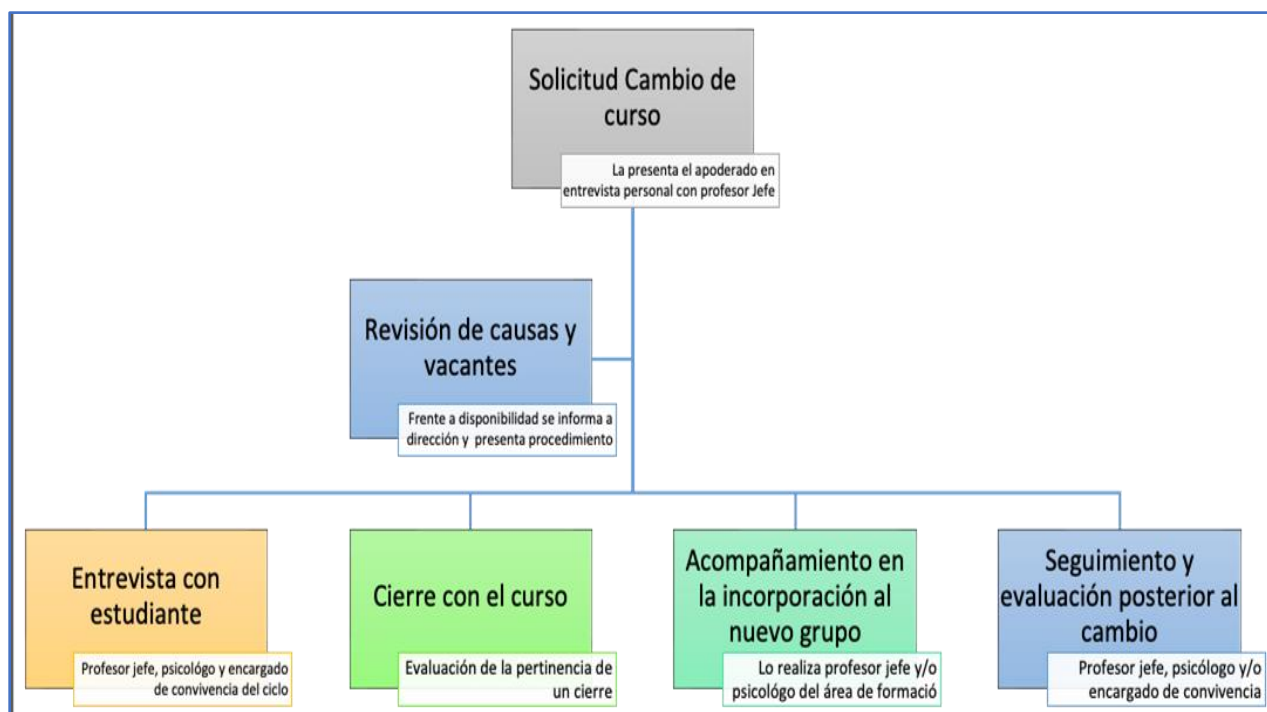 Solicitud Cambio de
curso
La presenta el apoderado en
entrevista personal con profesor Jefe
Revisión de causas y
vacantes
Frente a disponibilidad se informa a
dirección y presenta procedimiento
Entrevista con
estudiante
Profesor jefe, psicológo y encargado
de convivencia del ciclo
Cierre con el curso
Evaluación de la pertinencia de
un cierre
Acompañamiento en
la incorporación al
nuevo grupo
Lo realiza profesor jefe y/o
psicológo del área de formació
Seguimiento y
evaluación posterior al
cambio
Profesor jefe, psicólogo y/o
encargado de convivencia